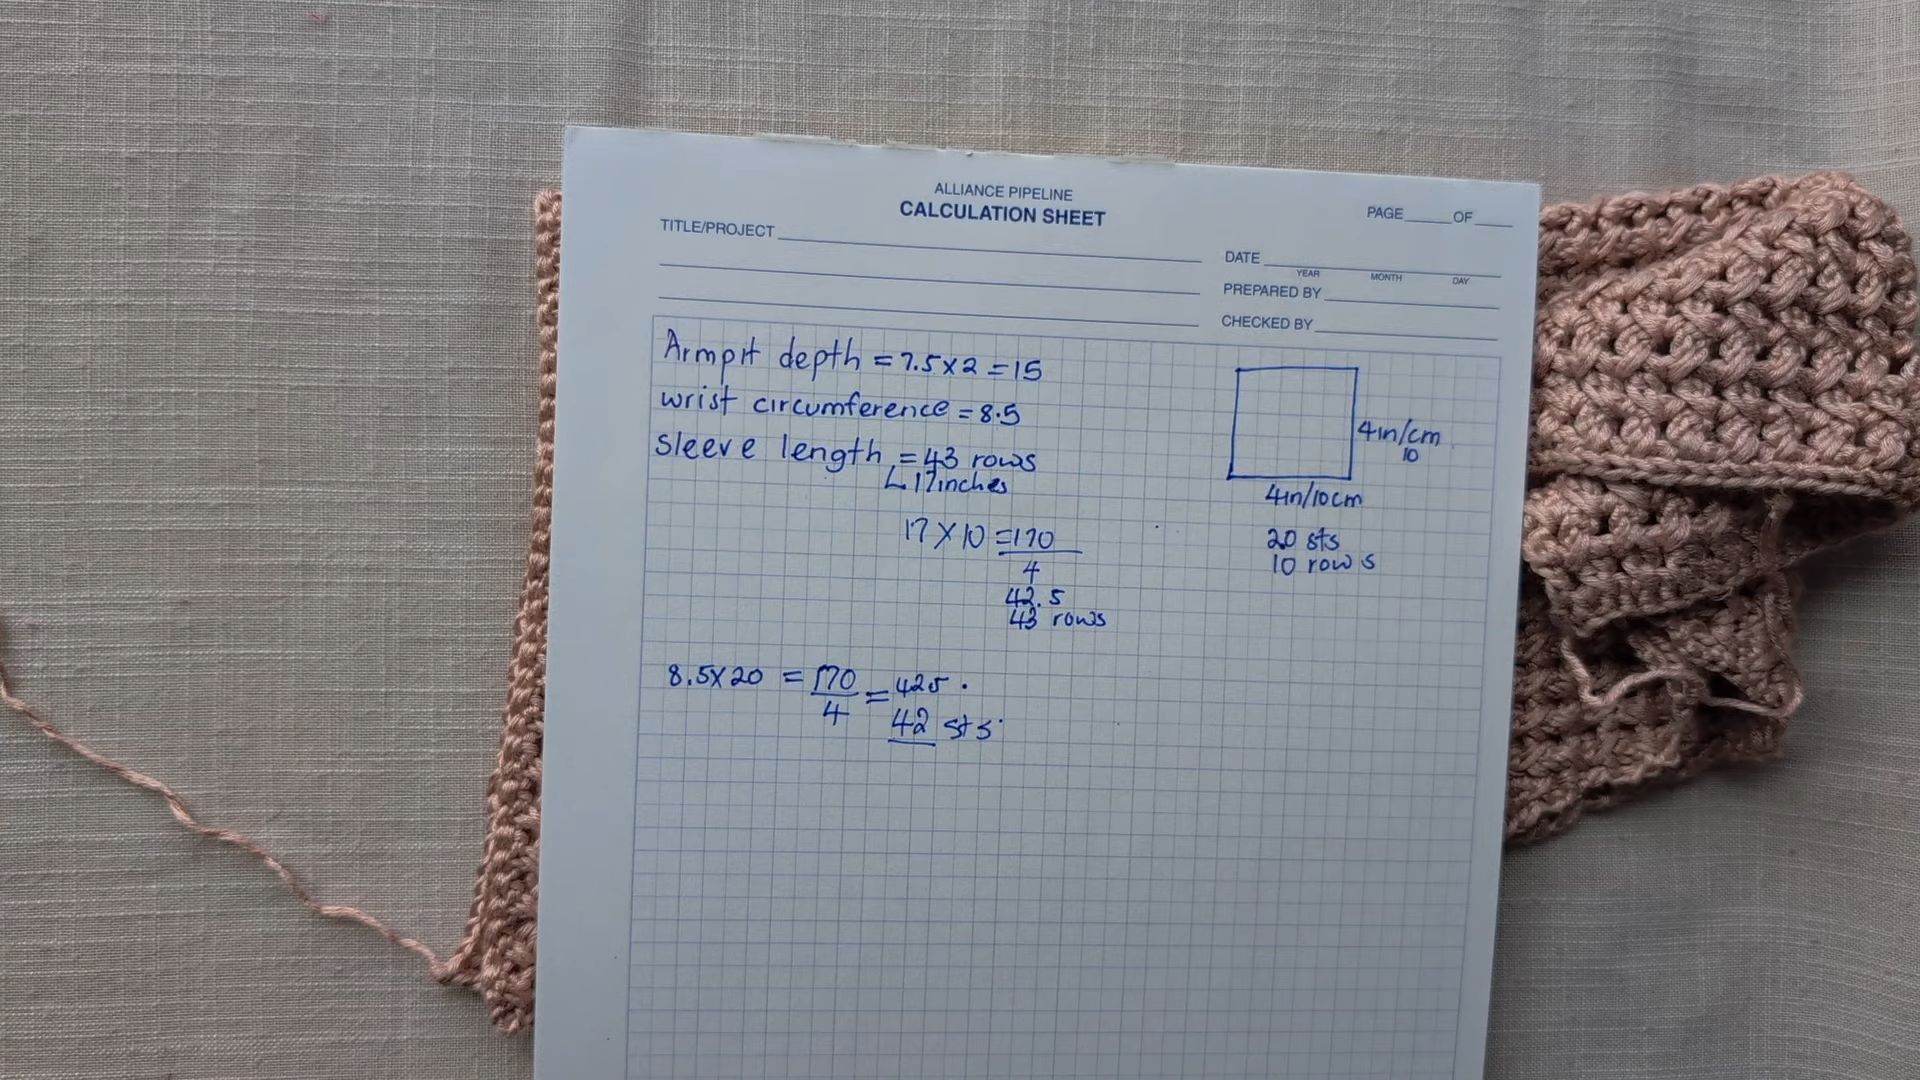 ALLIANCE PIPELINE
CALCULATION SHEET
PAGE OF
TITLE/PROJECT
DATE
YEAR MONTH DAY
PREPARED BY
CHECKED BY
Armpit depth = 7.5 x 2 = 15
wrist circumference = 8.5
sleeve length = 43 rows
17 inches
17 X 10 = 170
4
42.5
43 rows
4in/cm
10
4in/10cm
20 sts
10 rows
8.5 x 20 = 170 = 425.
4
42 sts